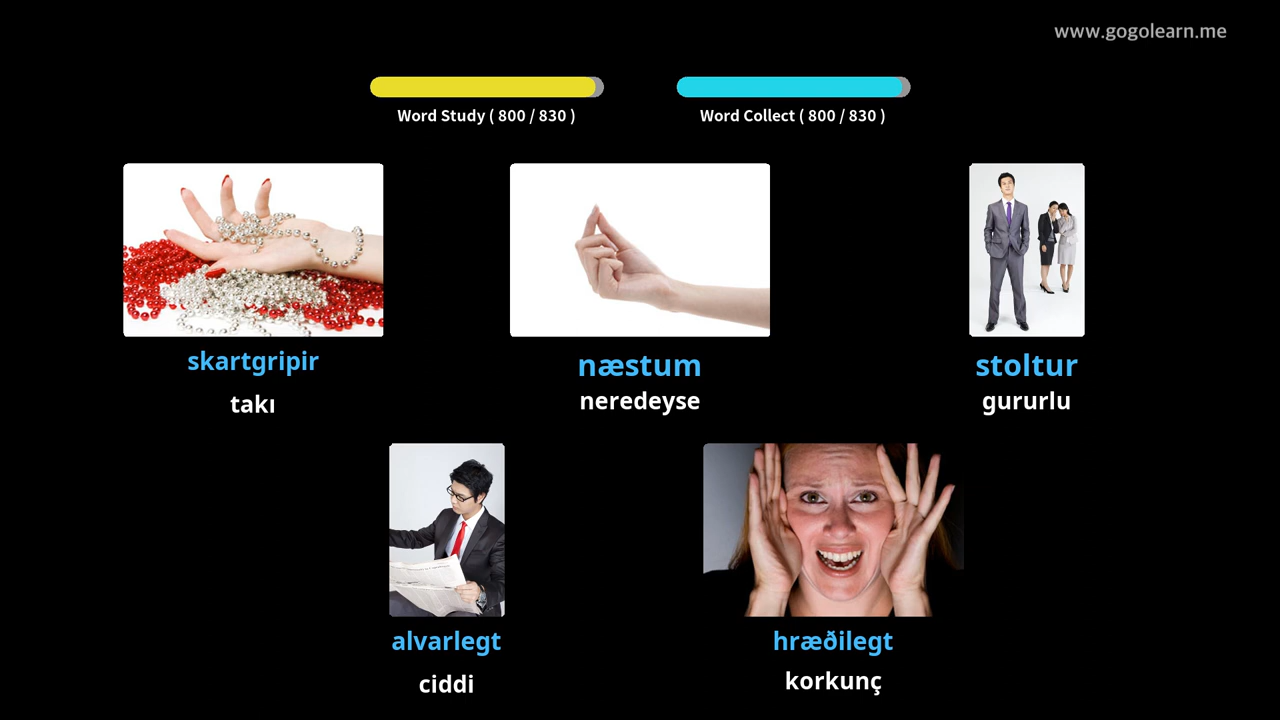 www.gogolearn.me
Word Study ( 800 / 830 )
Word Collect ( 800 / 830 )
skartgripir
takı
næstum
neredeyse
stoltur
gururlu
alvarlegt
ciddi
hræðilegt
korkunç